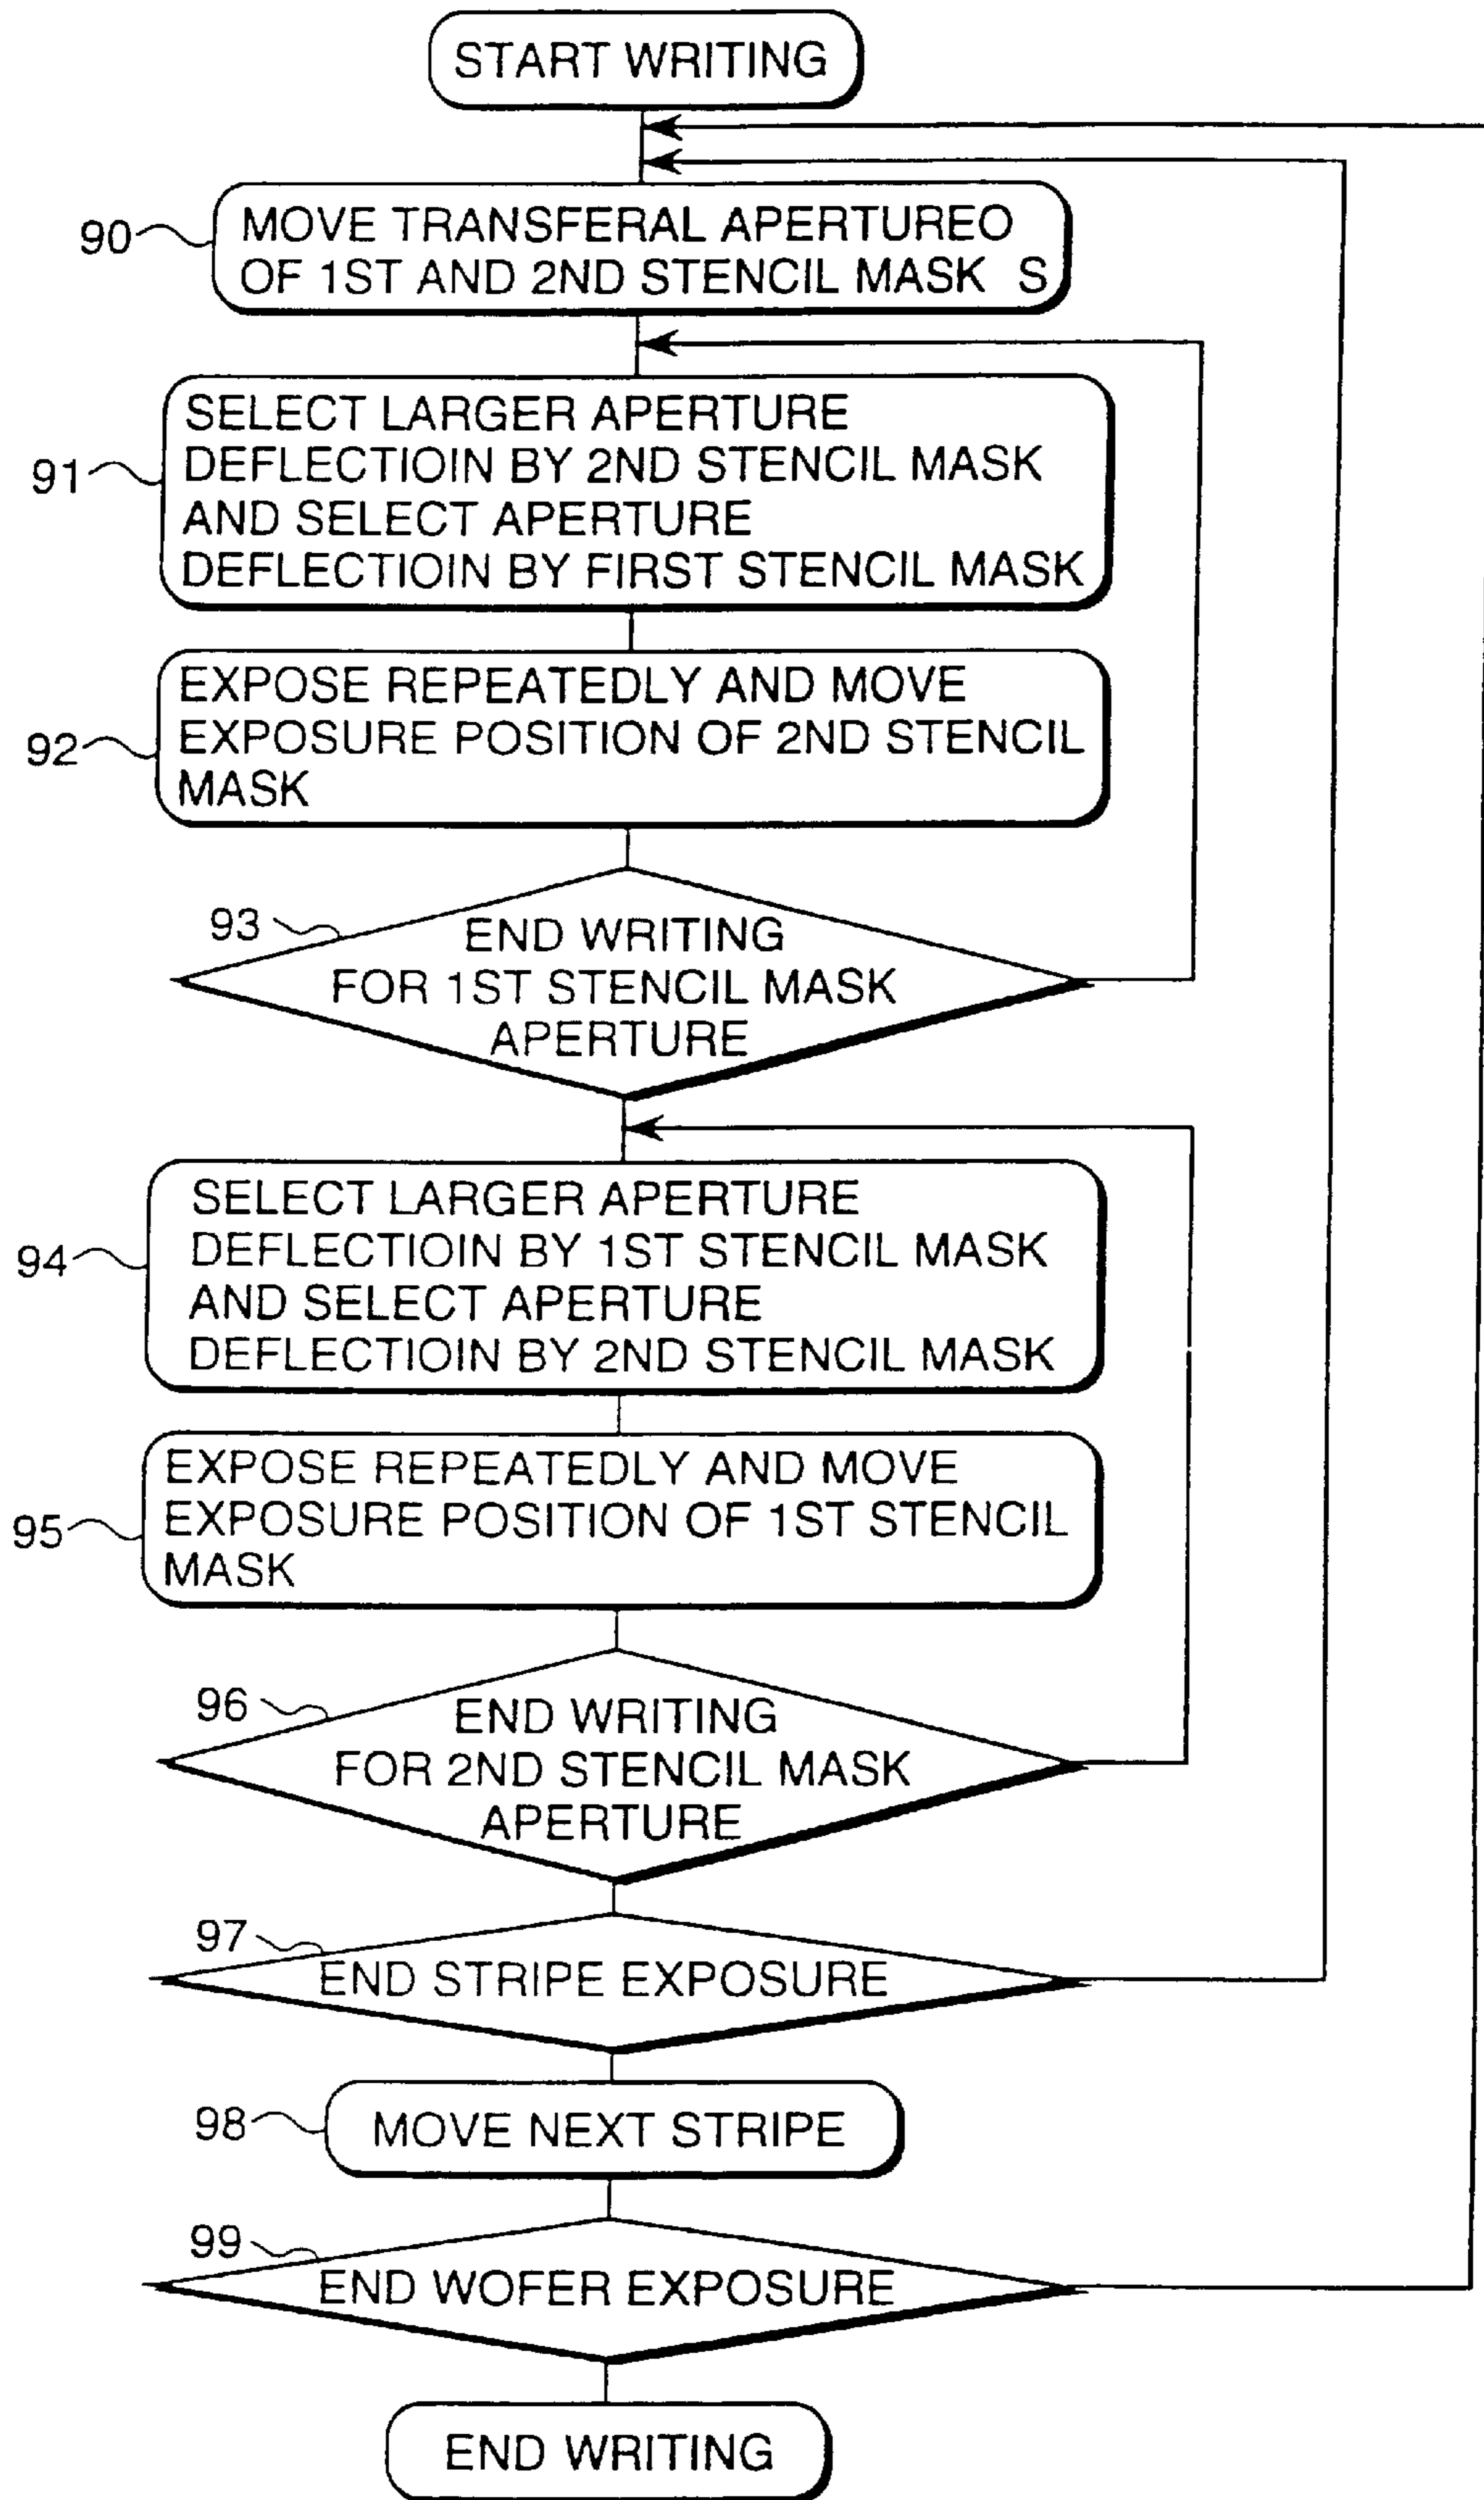 START WRITING
90
MOVE TRANSFERAL APERTUREO
OF 1ST AND 2ND STENCIL MASK S
91
SELECT LARGER APERTURE
DEFLECTIOIN BY 2ND STENCIL MASK
AND SELECT APERTURE
DEFLECTIOIN BY FIRST STENCIL MASK
92
EXPOSE REPEATEDLY AND MOVE
EXPOSURE POSITION OF 2ND STENCIL
MASK
93
END WRITING
FOR 1ST STENCIL MASK
APERTURE
94
SELECT LARGER APERTURE
DEFLECTIOIN BY 1ST STENCIL MASK
AND SELECT APERTURE
DEFLECTIOIN BY 2ND STENCIL MASK
95
EXPOSE REPEATEDLY AND MOVE
EXPOSURE POSITION OF 1ST STENCIL
MASK
96
END WRITING
FOR 2ND STENCIL MASK
APERTURE
97
END STRIPE EXPOSURE
98
MOVE NEXT STRIPE
99
END WOFER EXPOSURE
END WRITING